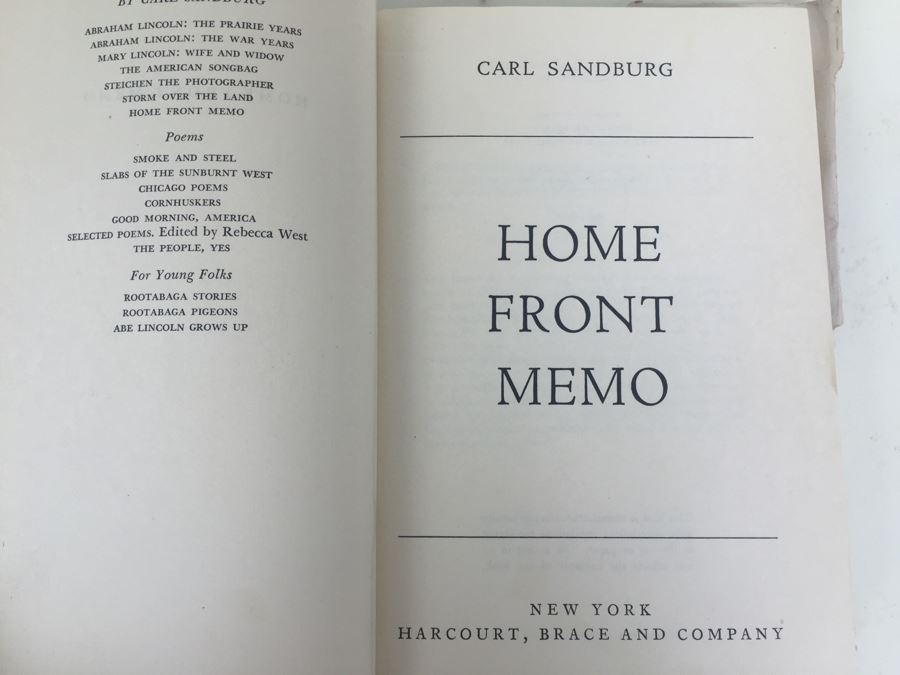 BY CARL SANDBURG
ABRAHAM LINCOLN: THE PRAIRIE YEARS
ABRAHAM LINCOLN: THE WAR YEARS
MARY LINCOLN: WIFE AND WIDOW
THE AMERICAN SONGBAG
STEICHEN THE PHOTOGRAPHER
STORM OVER THE LAND
HOME FRONT MEMO
Poems
SMOKE AND STEEL
SLABS OF THE SUNBURNT WEST
CHICAGO POEMS
CORNHUSKERS
GOOD MORNING, AMERICA
SELECTED POEMS. Edited by Rebecca West
THE PEOPLE, YES
For Young Folks
ROOTABAGA STORIES
ROOTABAGA PIGEONS
ABE LINCOLN GROWS UP
CARL SANDBURG
HOME
FRONT
MEMO
NEW YORK
HARCOURT, BRACE AND COMPANY